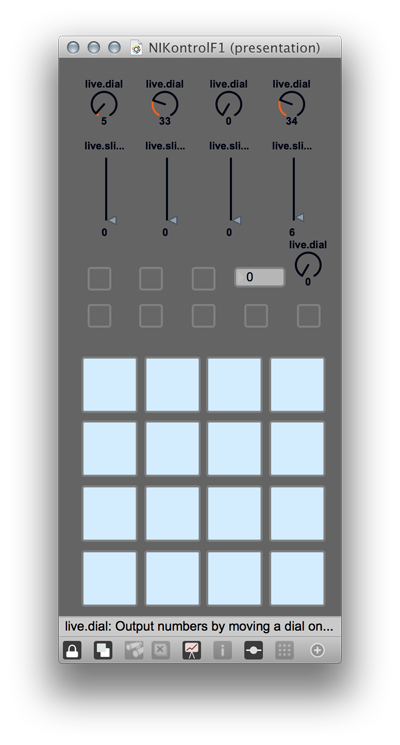 NIKontrolF1 (presentation)
live.dial live.dial live.dial live.dial
5 33 0 34
live.sli... live.sli... live.sli... live.sli...
0 0 0 6
live.dial
0
0
live.dial: Output numbers by moving a dial on...